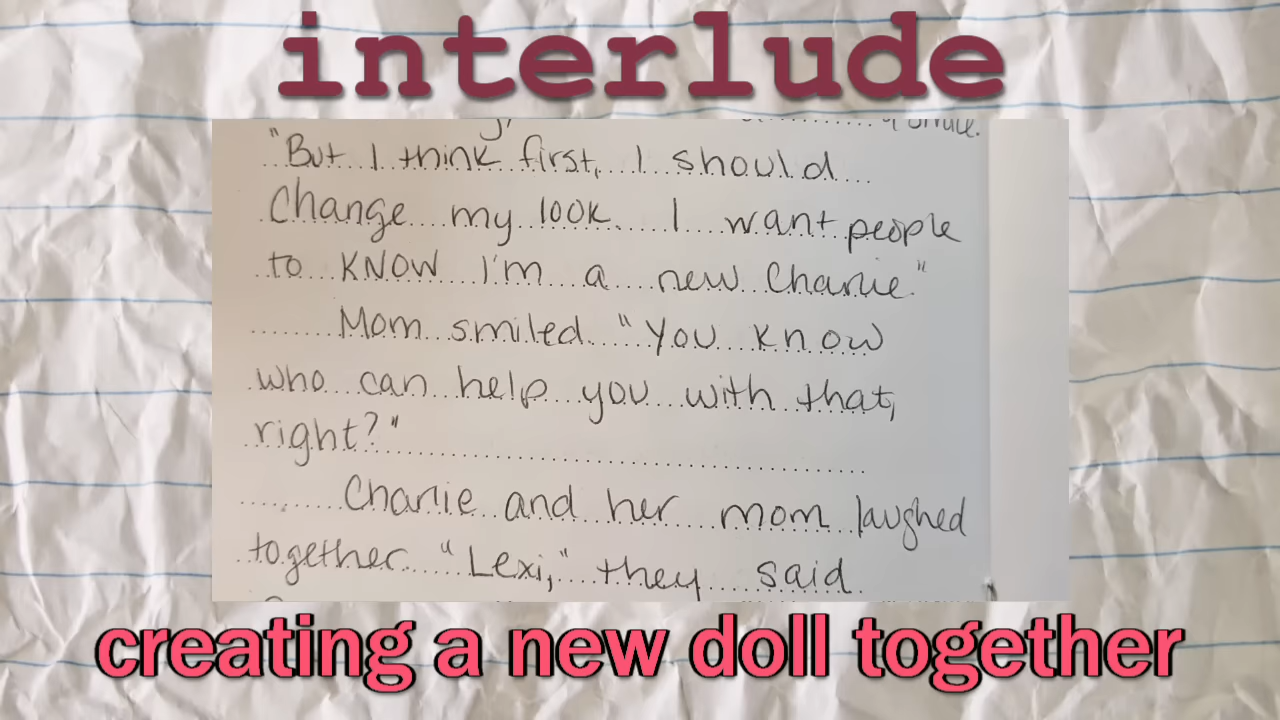 interlude
"But I think first, I should
Change my look. I want people
to KNOW I'm a new Charlie"
Mom smiled. "You know
who can help you with that,
right?"
Charlie and her mom laughed
together. "Lexi," they said
creating a new doll together